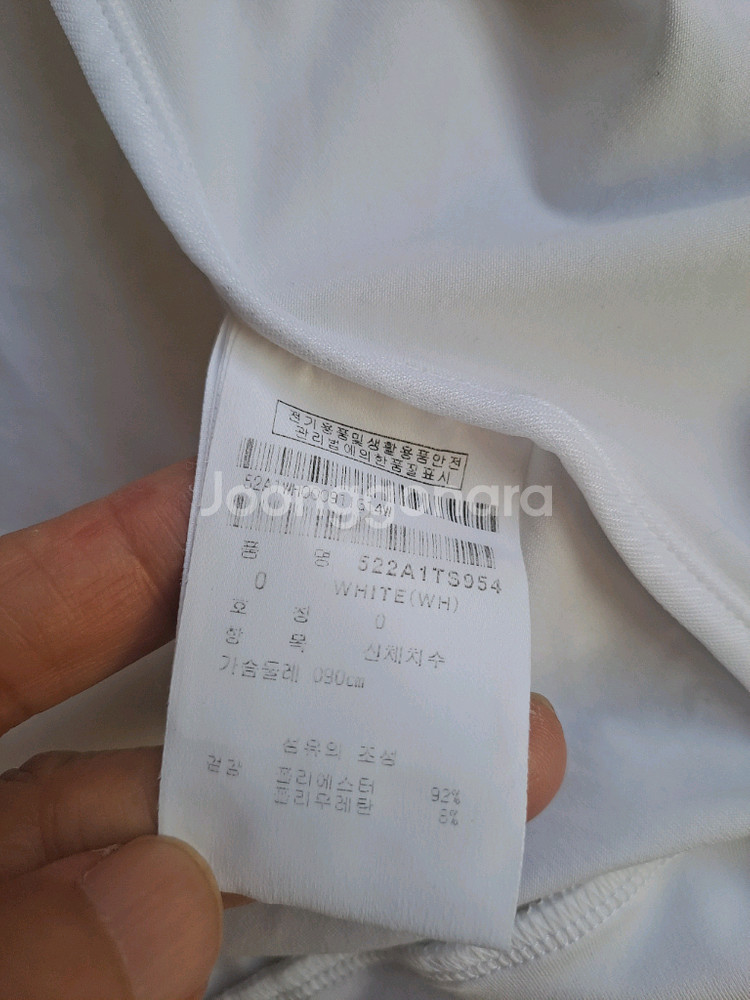 전기용품및생활용품안전
관리법에의한품질표시
Joonggonara
품 명 522A1TS954
0 WHITE(WH)
호 칭 0
항 목 신체치수
가슴둘레 090cm
섬유의 조성
겉감 폴리에스터 92%
폴리우레탄 8%